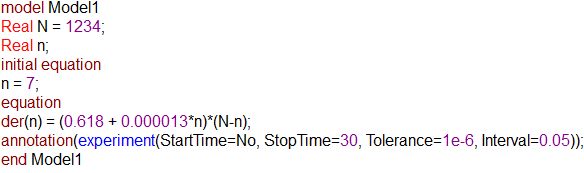 model Model1
Real N = 1234;
Real n;
initial equation
n = 7;
equation
der(n) = (0.618 + 0.000013*n)*(N-n);
annotation(experiment(StartTime=No, StopTime=30, Tolerance=1e-6, Interval=0.05));
end Model1